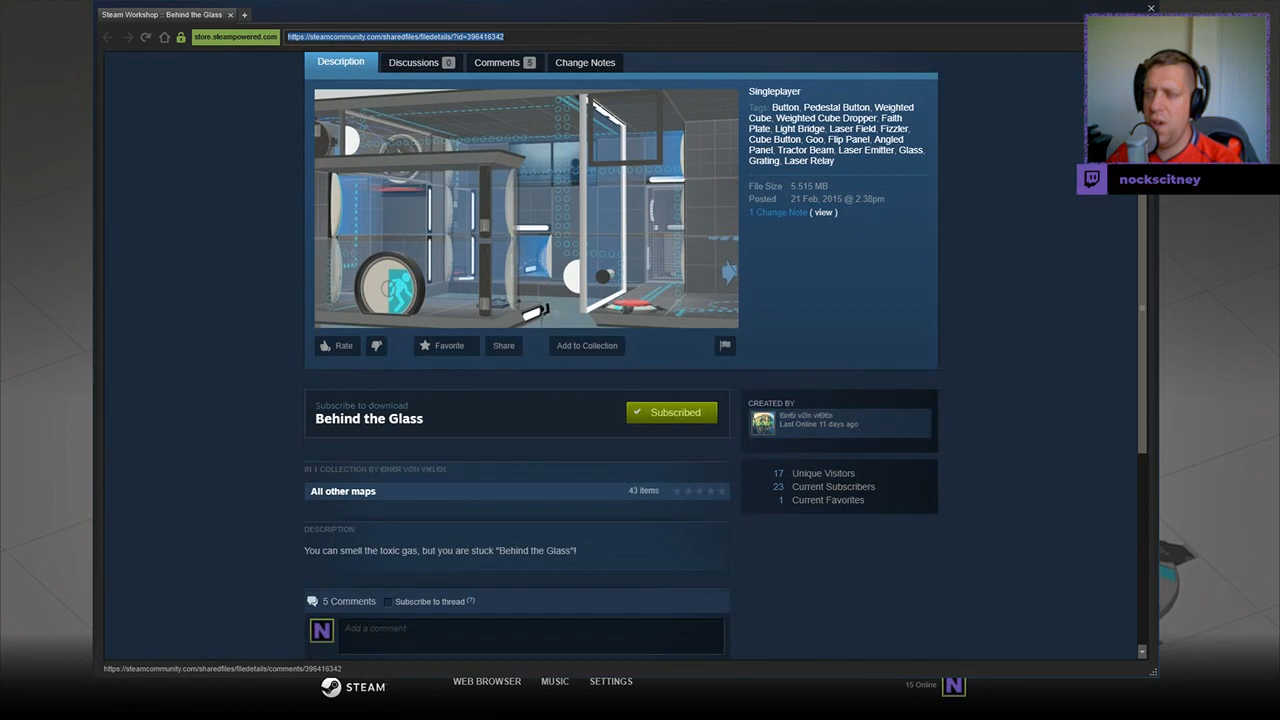 Steam Workshop :: Behind the Glass × +
store.steampowered.com https://steamcommunity.com/sharedfiles/filedetails/?id=396416342
Description Discussions 0 Comments 5 Change Notes
Singleplayer
Tags: Button, Pedestal Button, Weighted
Cube, Weighted Cube Dropper, Faith
Plate, Light Bridge, Laser Field, Fizzler,
Cube Button, Goo, Flip Panel, Angled
Panel, Tractor Beam, Laser Emitter, Glass,
Grating, Laser Relay
File Size 5.515 MB
Posted 21 Feb, 2015 @ 2:38pm
1 Change Note ( view )
nockscitney
Rate Favorite Share Add to Collection
Subscribe to download
Behind the Glass
Subscribed
CREATED BY
Last Online 11 days ago
All other maps 43 items
17 Unique Visitors
23 Current Subscribers
1 Current Favorites
DESCRIPTION
You can smell the toxic gas, but you are stuck "Behind the Glass"!
5 Comments Subscribe to thread (?)
N Add a comment
https://steamcommunity.com/sharedfiles/filedetails/comments/396416342
STEAM WEB BROWSER MUSIC SETTINGS 15 Online N